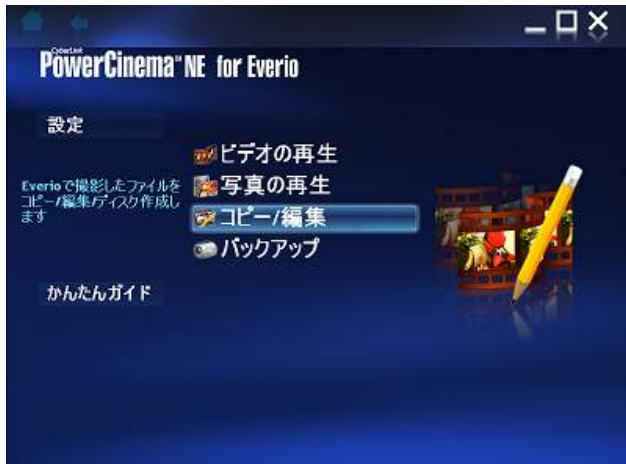 CyberLink
PowerCinema™ NE for Everio
設定
ビデオの再生
写真の再生
Everioで撮影したファイルを
コピー/編集/ディスク作成し
ます
コピー/編集
バックアップ
かんたんガイド